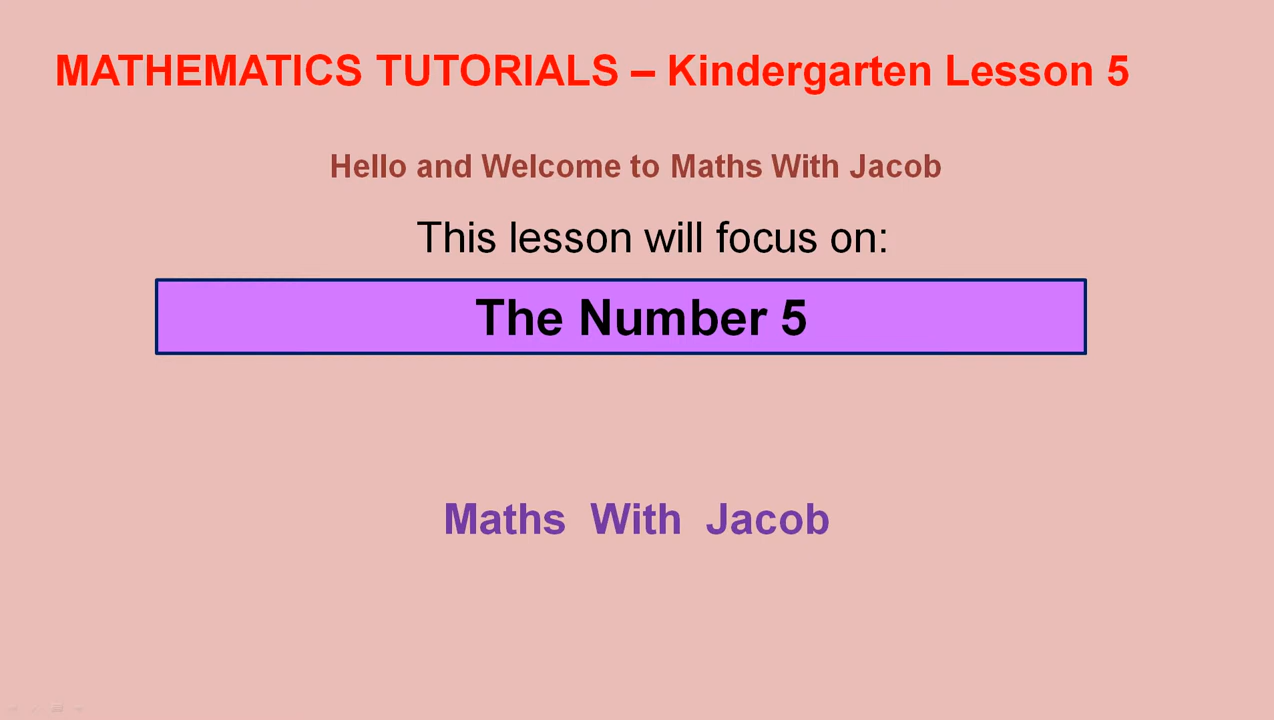 MATHEMATICS TUTORIALS – Kindergarten Lesson 5
Hello and Welcome to Maths With Jacob
This lesson will focus on:
The Number 5
Maths With Jacob